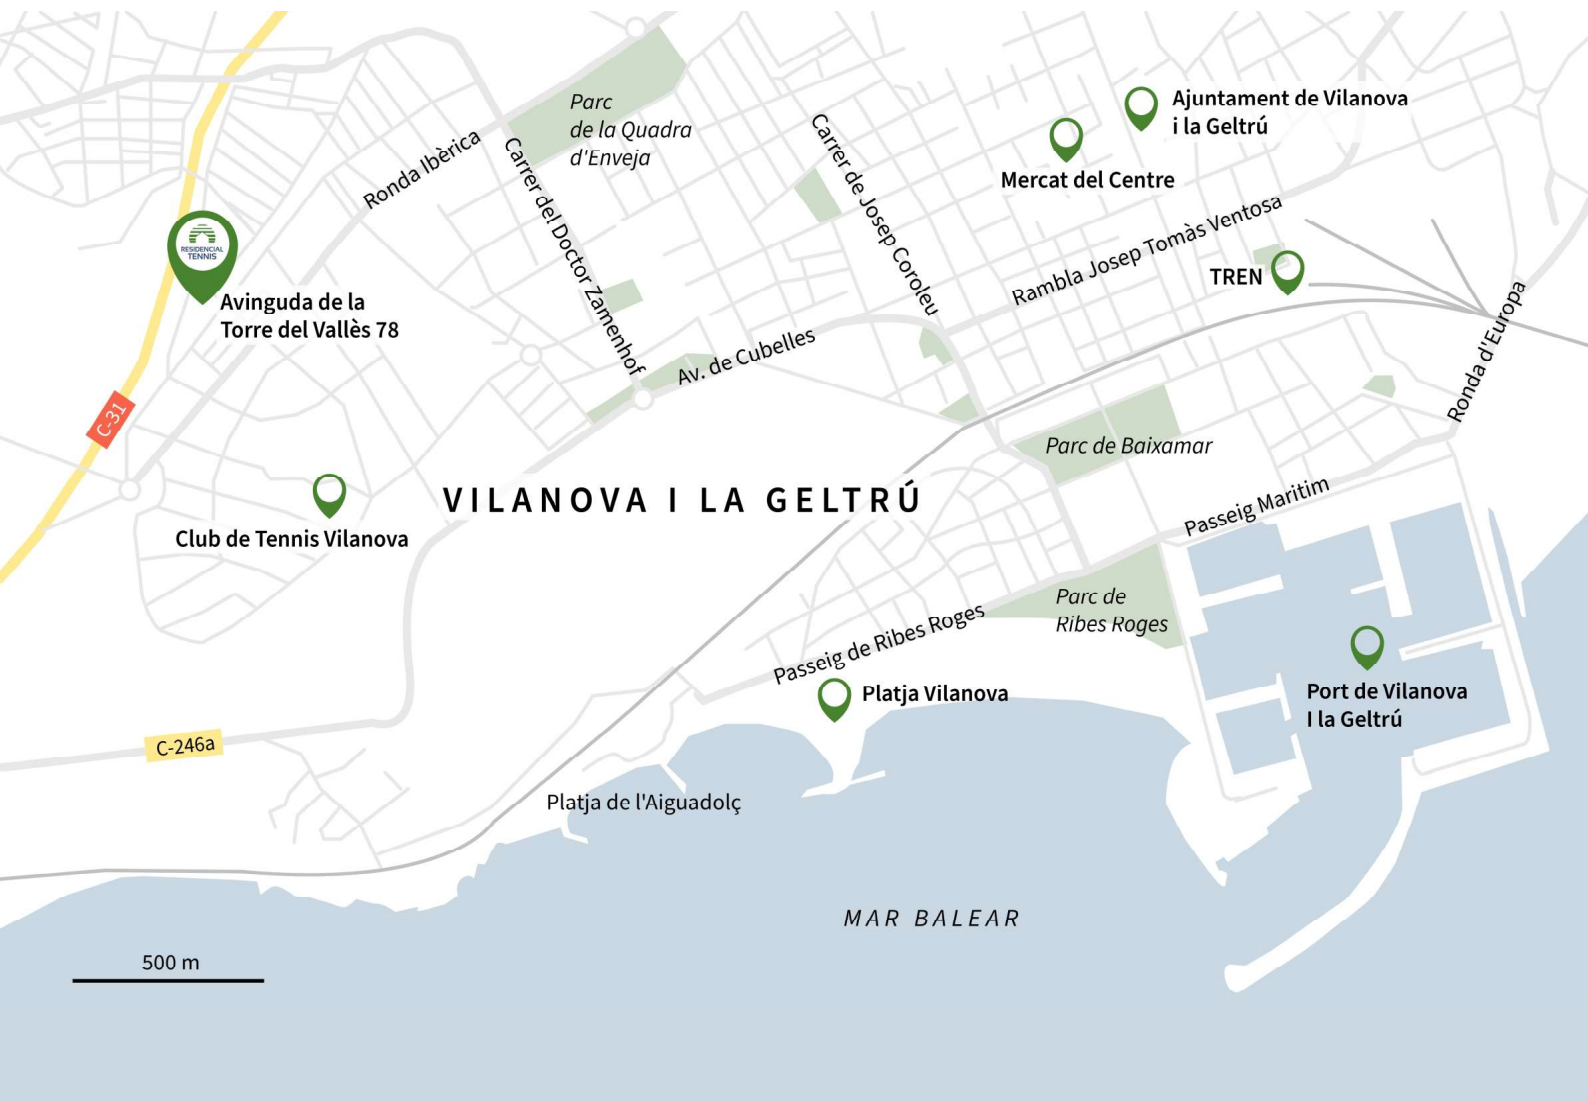 Parc
de la Quadra
d'Enveja
Ajuntament de Vilanova
i la Geltrú
Mercat del Centre
Ronda Ibèrica
Carrer del Doctor Zamenhof
Carrer de Josep Coroleu
Rambla Josep Tomàs Ventosa
TREN
RESIDENCIAL
TENNIS
Avinguda de la
Torre del Vallès 78
Av. de Cubelles
Ronda d'Europa
C-31
Parc de Baixamar
VILANOVA I LA GELTRÚ
Passeig Maritim
Club de Tennis Vilanova
Parc de
Ribes Roges
Passeig de Ribes Roges
Platja Vilanova
Port de Vilanova
I la Geltrú
C-246a
Platja de l'Aiguadolç
MAR BALEAR
500 m